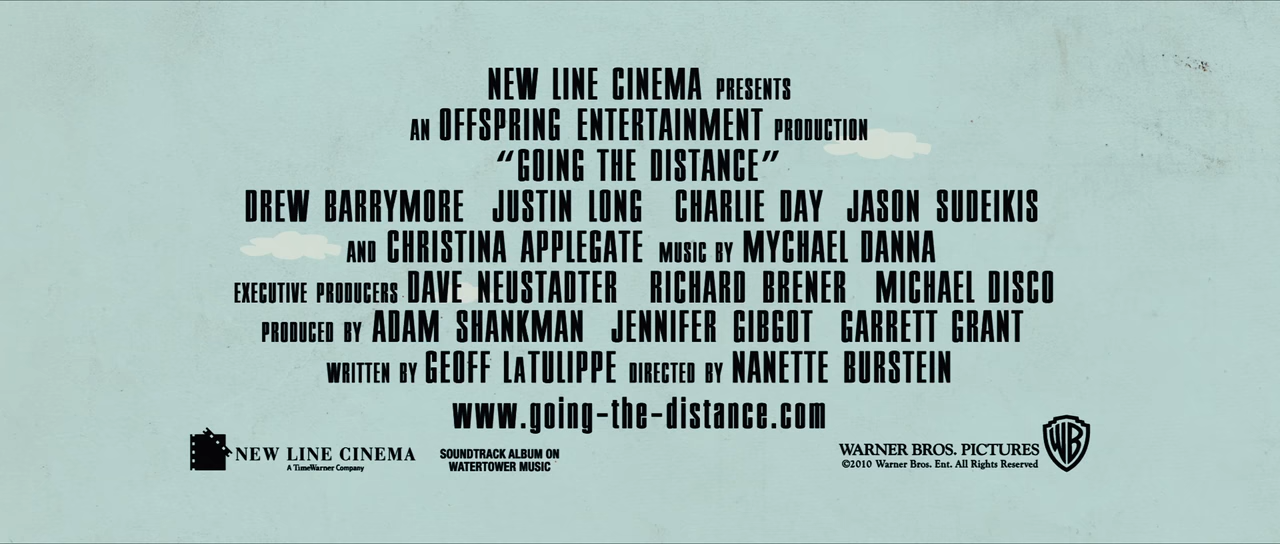 NEW LINE CINEMA PRESENTS
AN OFFSPRING ENTERTAINMENT PRODUCTION
“GOING THE DISTANCE”
DREW BARRYMORE JUSTIN LONG CHARLIE DAY JASON SUDEIKIS
AND CHRISTINA APPLEGATE MUSIC BY MYCHAEL DANNA
EXECUTIVE PRODUCERS DAVE NEUSTADTER RICHARD BRENER MICHAEL DISCO
PRODUCED BY ADAM SHANKMAN JENNIFER GIBGOT GARRETT GRANT
WRITTEN BY GEOFF LATULIPPE DIRECTED BY NANETTE BURSTEIN
www.going-the-distance.com
NEW LINE CINEMA
A TimeWarner Company
SOUNDTRACK ALBUM ON
WATERTOWER MUSIC
WARNER BROS. PICTURES
©2010 Warner Bros. Ent. All Rights Reserved
WB